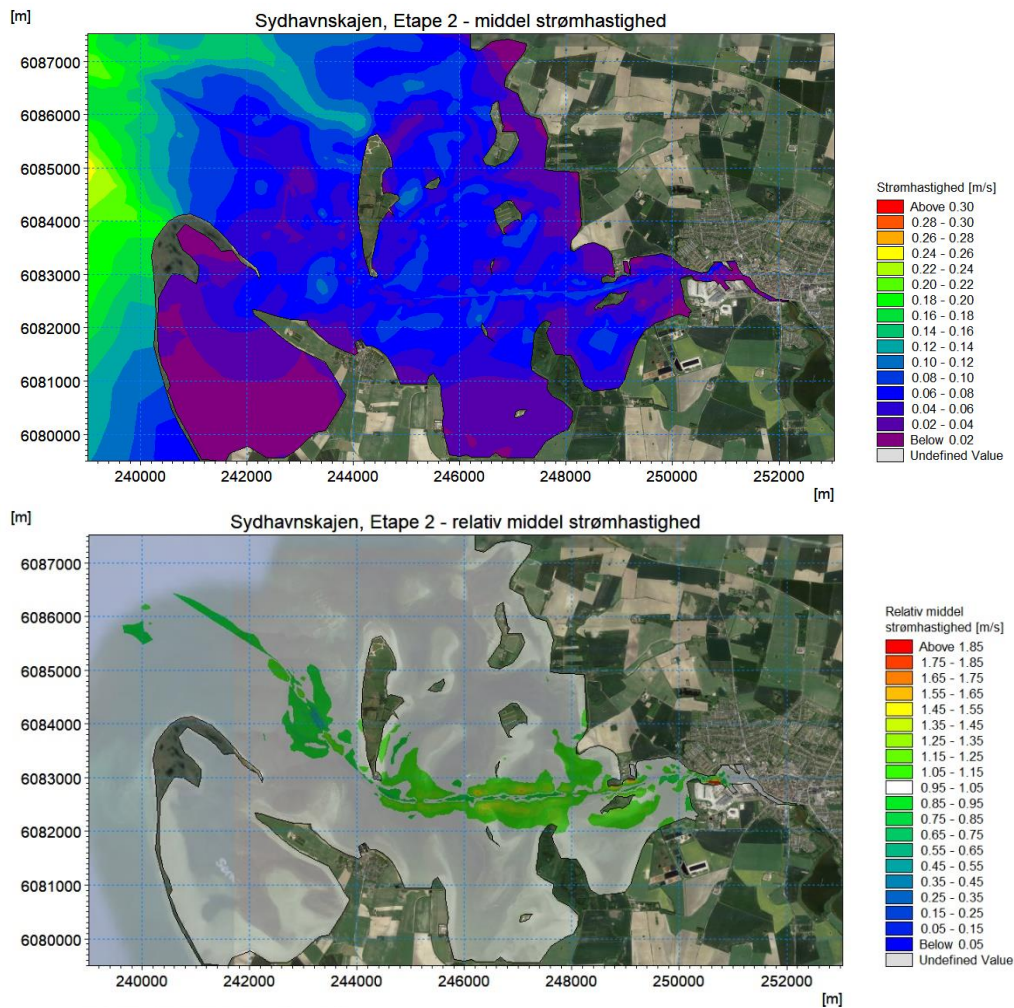 [m]
Sydhavnskajen, Etape 2 - middel strømhastighed
6087000
6086000
6085000
6084000
6083000
6082000
6081000
6080000
240000 242000 244000 246000 248000 250000 252000
[m]
Strømhastighed [m/s]
Above 0.30
0.28 - 0.30
0.26 - 0.28
0.24 - 0.26
0.22 - 0.24
0.20 - 0.22
0.18 - 0.20
0.16 - 0.18
0.14 - 0.16
0.12 - 0.14
0.10 - 0.12
0.08 - 0.10
0.06 - 0.08
0.04 - 0.06
0.02 - 0.04
Below 0.02
Undefined Value
[m]
Sydhavnskajen, Etape 2 - relativ middel strømhastighed
6087000
6086000
6085000
6084000
6083000
6082000
6081000
6080000
240000 242000 244000 246000 248000 250000 252000
[m]
Relativ middel
strømhastighed [m/s]
Above 1.85
1.75 - 1.85
1.65 - 1.75
1.55 - 1.65
1.45 - 1.55
1.35 - 1.45
1.25 - 1.35
1.15 - 1.25
1.05 - 1.15
0.95 - 1.05
0.85 - 0.95
0.75 - 0.85
0.65 - 0.75
0.55 - 0.65
0.45 - 0.55
0.35 - 0.45
0.25 - 0.35
0.15 - 0.25
0.05 - 0.15
Below 0.05
Undefined Value